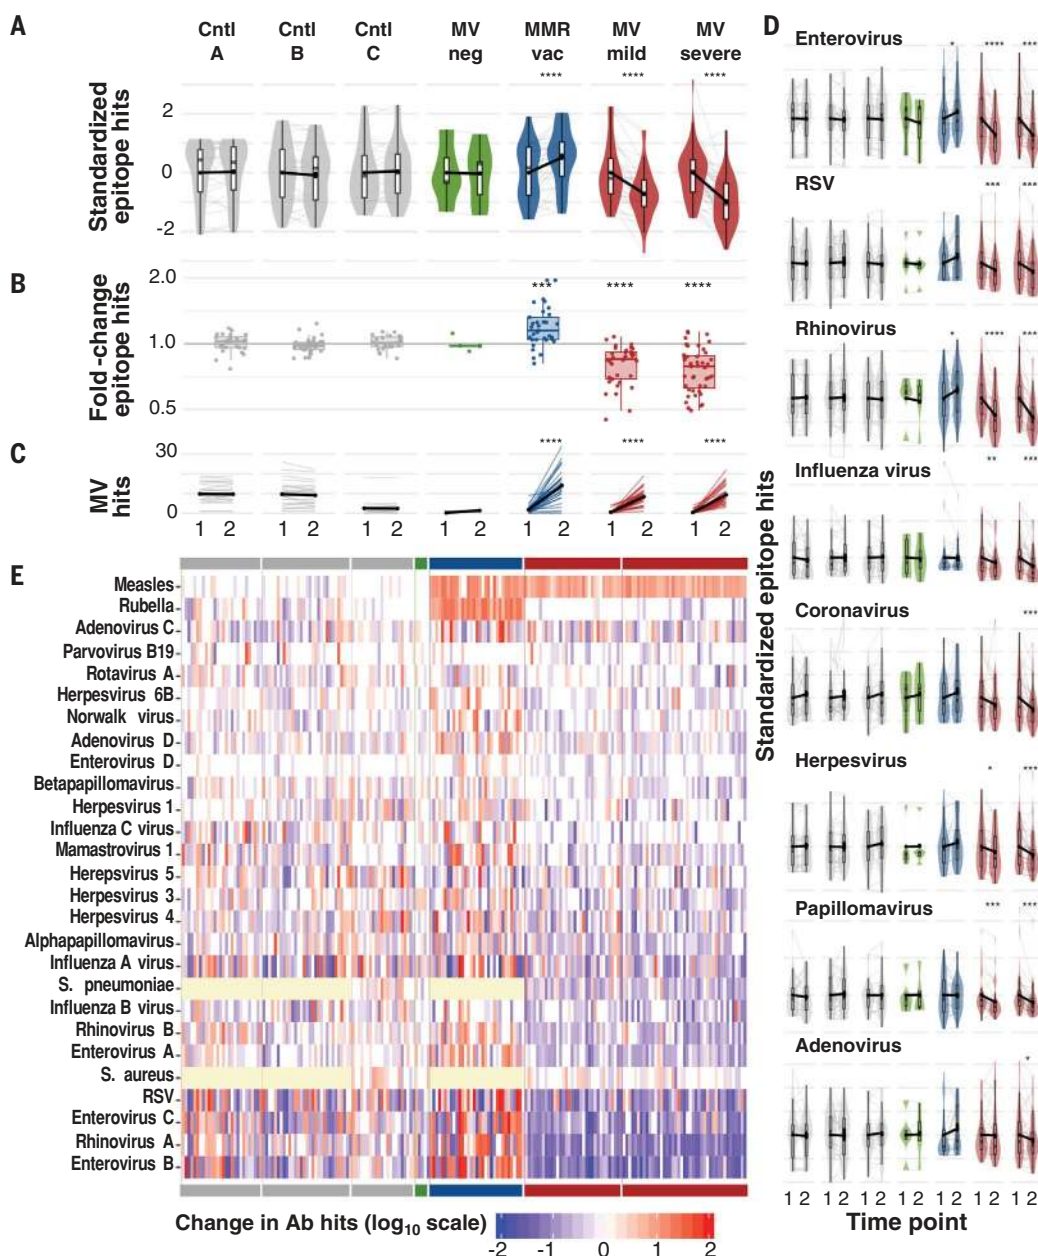 A
Cntl A
Cntl B
Cntl C
MV neg
MMR vac
MV mild
MV severe
**** **** ****
Standardized epitope hits
2
0
-2
B
Fold-change epitope hits
2.0
1.0
0.5
*** **** ****
C
MV hits
30
0
**** **** ****
1 2 1 2 1 2 1 2 1 2 1 2 1 2
D
Standardized epitope hits
Enterovirus
* **** ***
RSV
*** ***
Rhinovirus
* **** ***
Influenza virus
** ***
Coronavirus
***
Herpesvirus
* ***
Papillomavirus
*** ***
Adenovirus
*
1 2 1 2 1 2 1 2 1 2 1 2 1 2
Time point
E
Measles
Rubella
Adenovirus C
Parvovirus B19
Rotavirus A
Herpesvirus 6B
Norwalk virus
Adenovirus D
Enterovirus D
Betapapillomavirus
Herpesvirus 1
Influenza C virus
Mamastrovirus 1
Herepsvirus 5
Herpesvirus 3
Herpesvirus 4
Alphapapillomavirus
Influenza A virus
S. pneumoniae
Influenza B virus
Rhinovirus B
Enterovirus A
S. aureus
RSV
Enterovirus C
Rhinovirus A
Enterovirus B
Change in Ab hits (log10 scale)
-2 -1 0 1 2